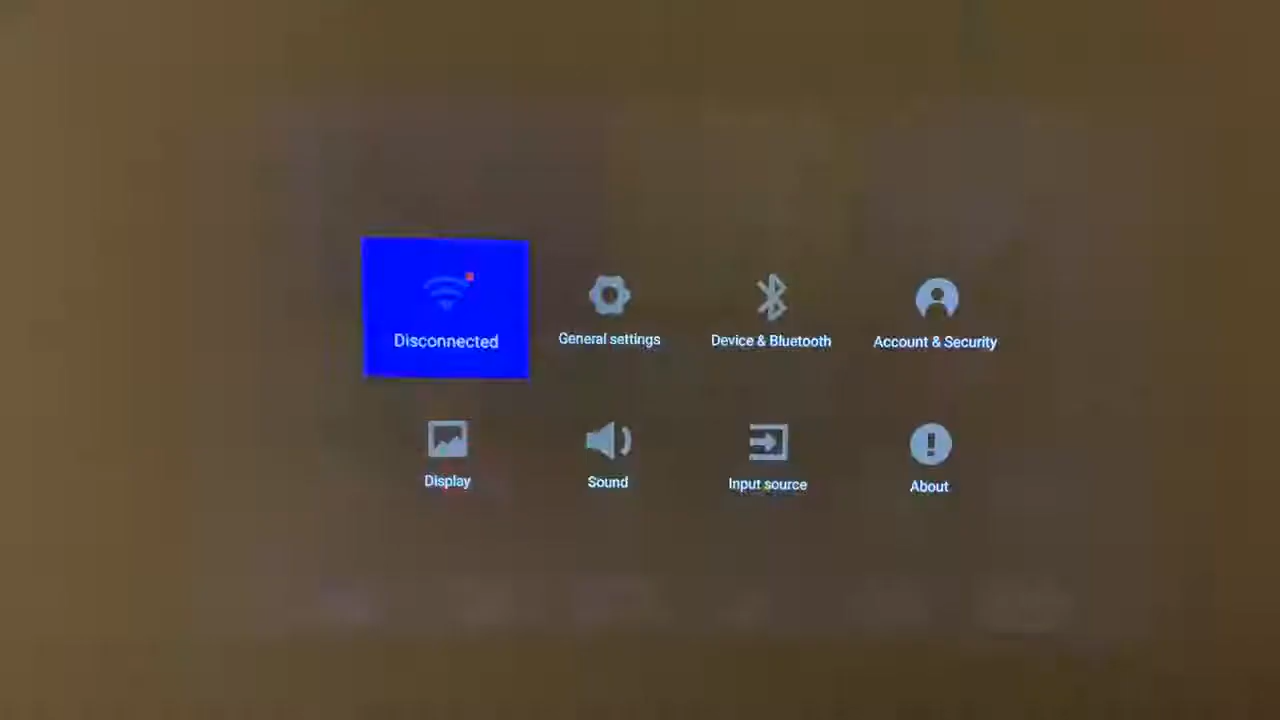 Disconnected
General settings
Device & Bluetooth
Account & Security
Display
Sound
Input source
About